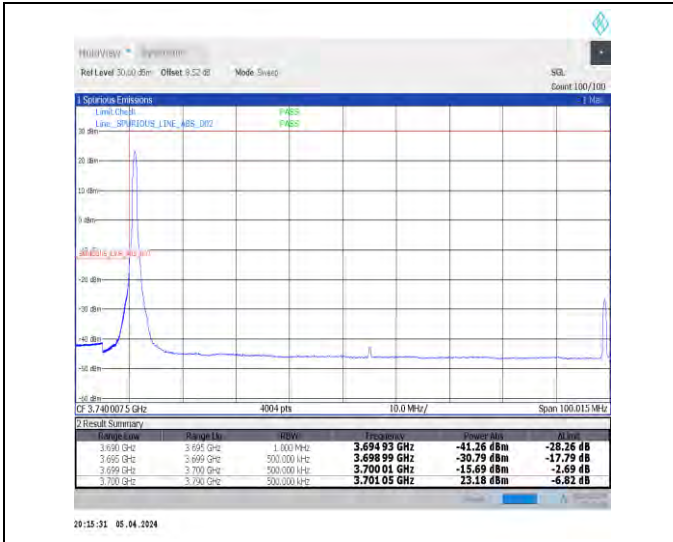 MultiView Spectrum
Ref Level 30.00 dBm Offset 9.52 dB Mode Sweep SGL
Count 100/100
1 Spurious Emissions
Limit Check PASS
Line _SPURIOUS_LINE_ABS_D02 PASS
30 dBm
20 dBm
10 dBm
0 dBm
-10 dBm
-20 dBm
-30 dBm
-40 dBm
-50 dBm
-60 dBm
CF 3.7400075 GHz 4004 pts 10.0 MHz/ Span 100.015 MHz
2 Result Summary
Range Low Range Up RBW Frequency Power Abs ΔLimit
3.690 GHz 3.695 GHz 1.000 MHz 3.694 93 GHz -41.26 dBm -28.26 dB
3.695 GHz 3.699 GHz 500.000 kHz 3.698 99 GHz -30.79 dBm -17.79 dB
3.699 GHz 3.700 GHz 500.000 kHz 3.700 01 GHz -15.69 dBm -2.69 dB
3.700 GHz 3.790 GHz 500.000 kHz 3.701 05 GHz 23.18 dBm -6.82 dB
20:15:31 05.04.2024